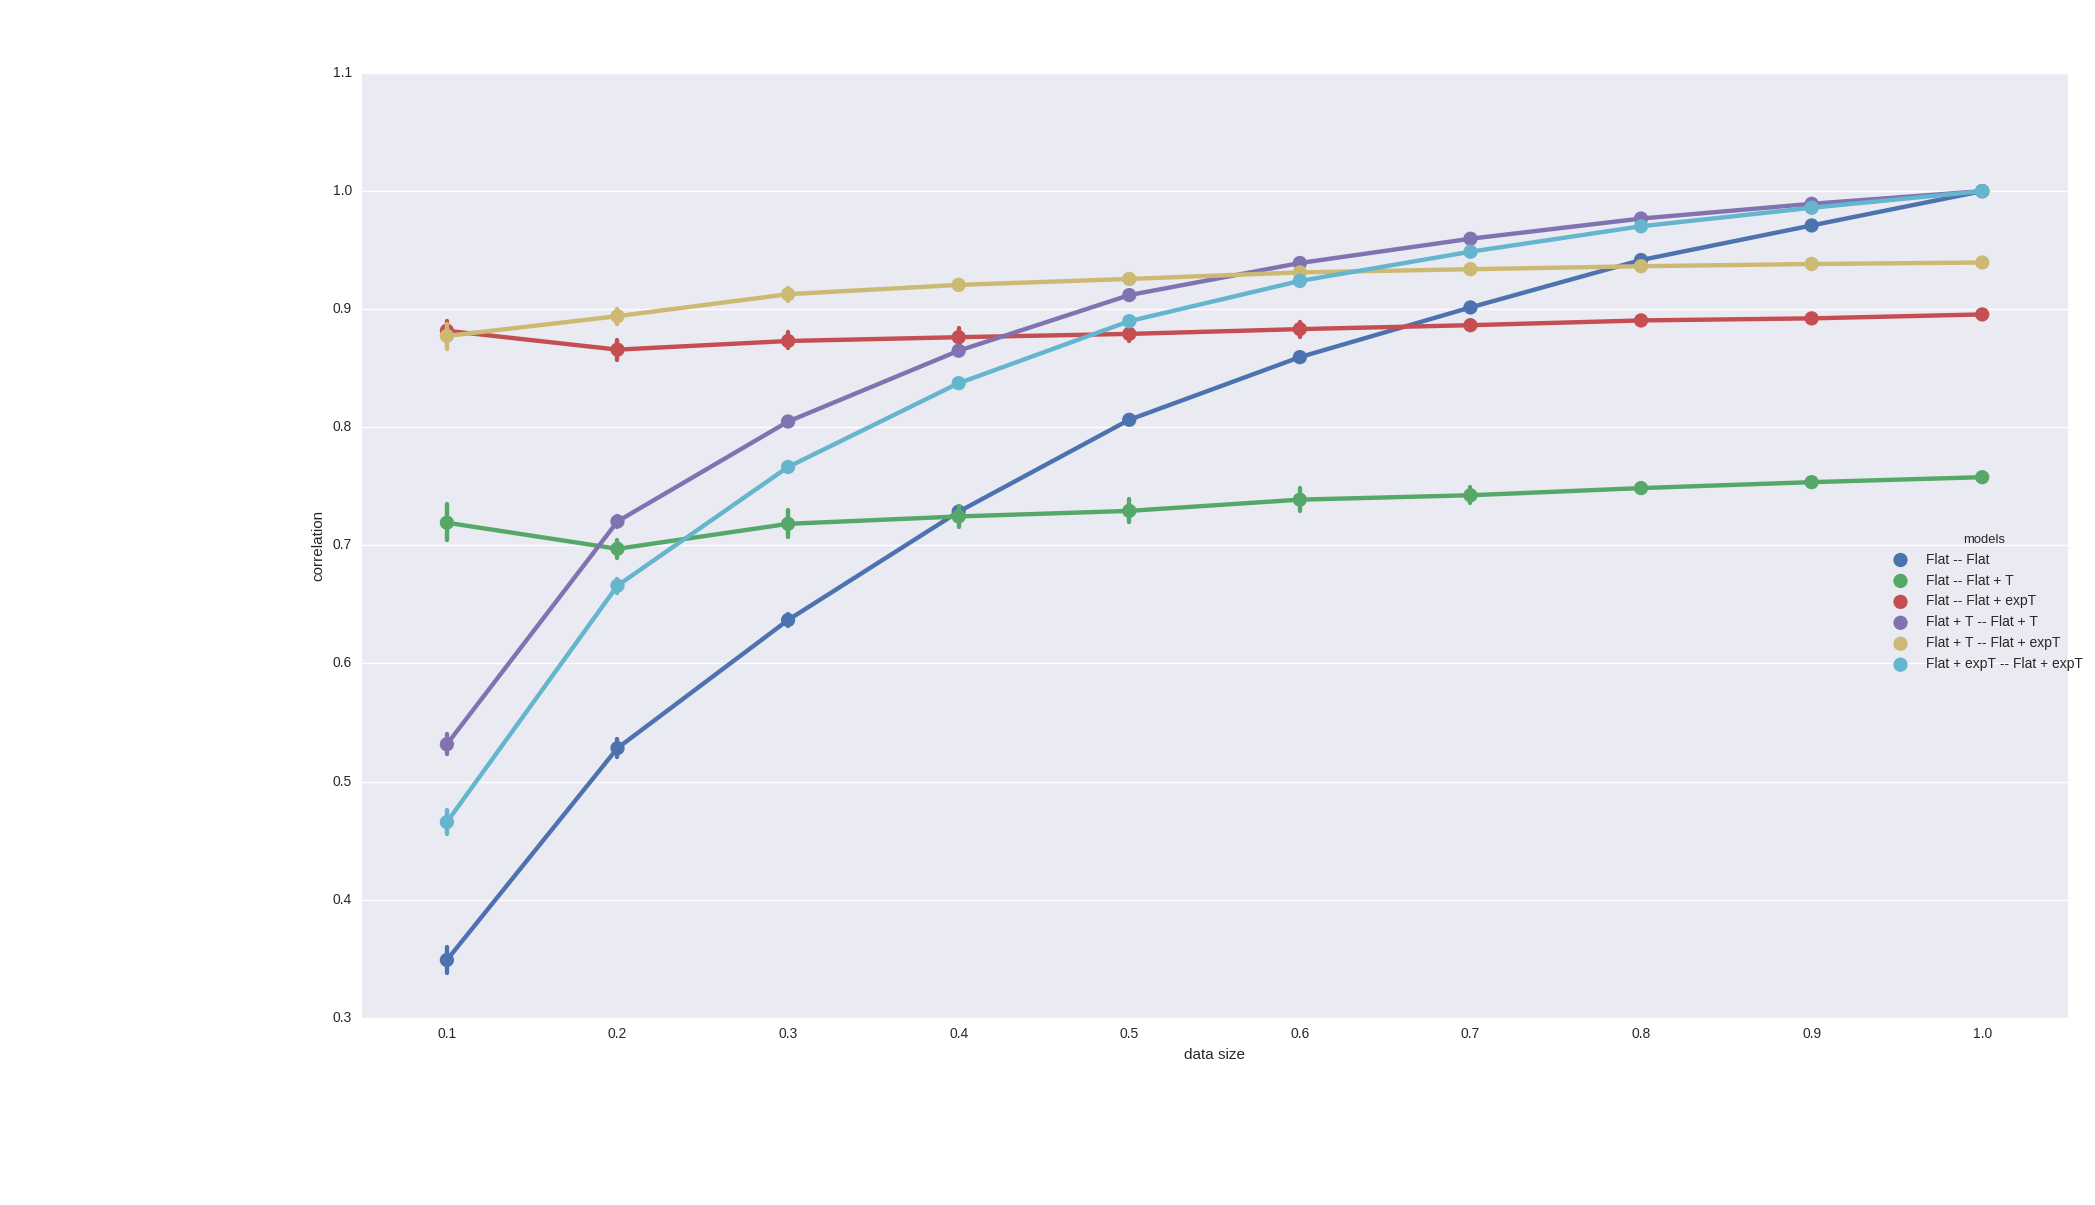 1.1
1.0
0.9
0.8
0.7
0.6
0.5
0.4
0.3
correlation
0.1 0.2 0.3 0.4 0.5 0.6 0.7 0.8 0.9 1.0
data size
models
Flat -- Flat
Flat -- Flat + T
Flat -- Flat + expT
Flat + T -- Flat + T
Flat + T -- Flat + expT
Flat + expT -- Flat + expT